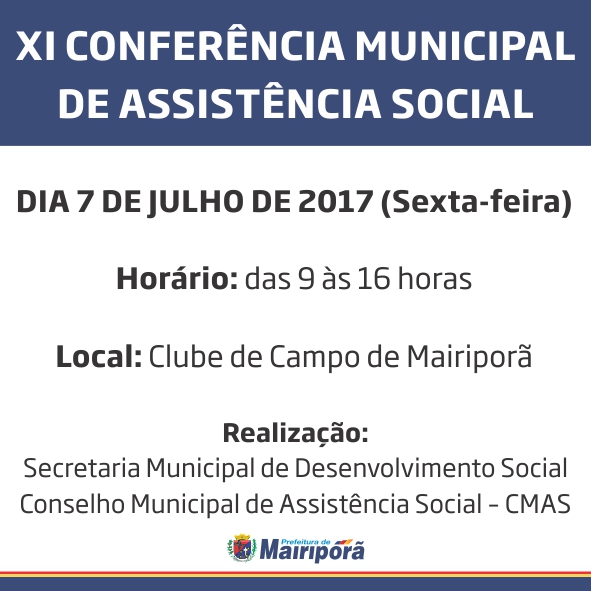 XI CONFERÊNCIA MUNICIPAL
DE ASSISTÊNCIA SOCIAL
DIA 7 DE JULHO DE 2017 (Sexta-feira)
Horário: das 9 às 16 horas
Local: Clube de Campo de Mairiporã
Realização:
Secretaria Municipal de Desenvolvimento Social
Conselho Municipal de Assistência Social – CMAS
Prefeitura de
Mairiporã